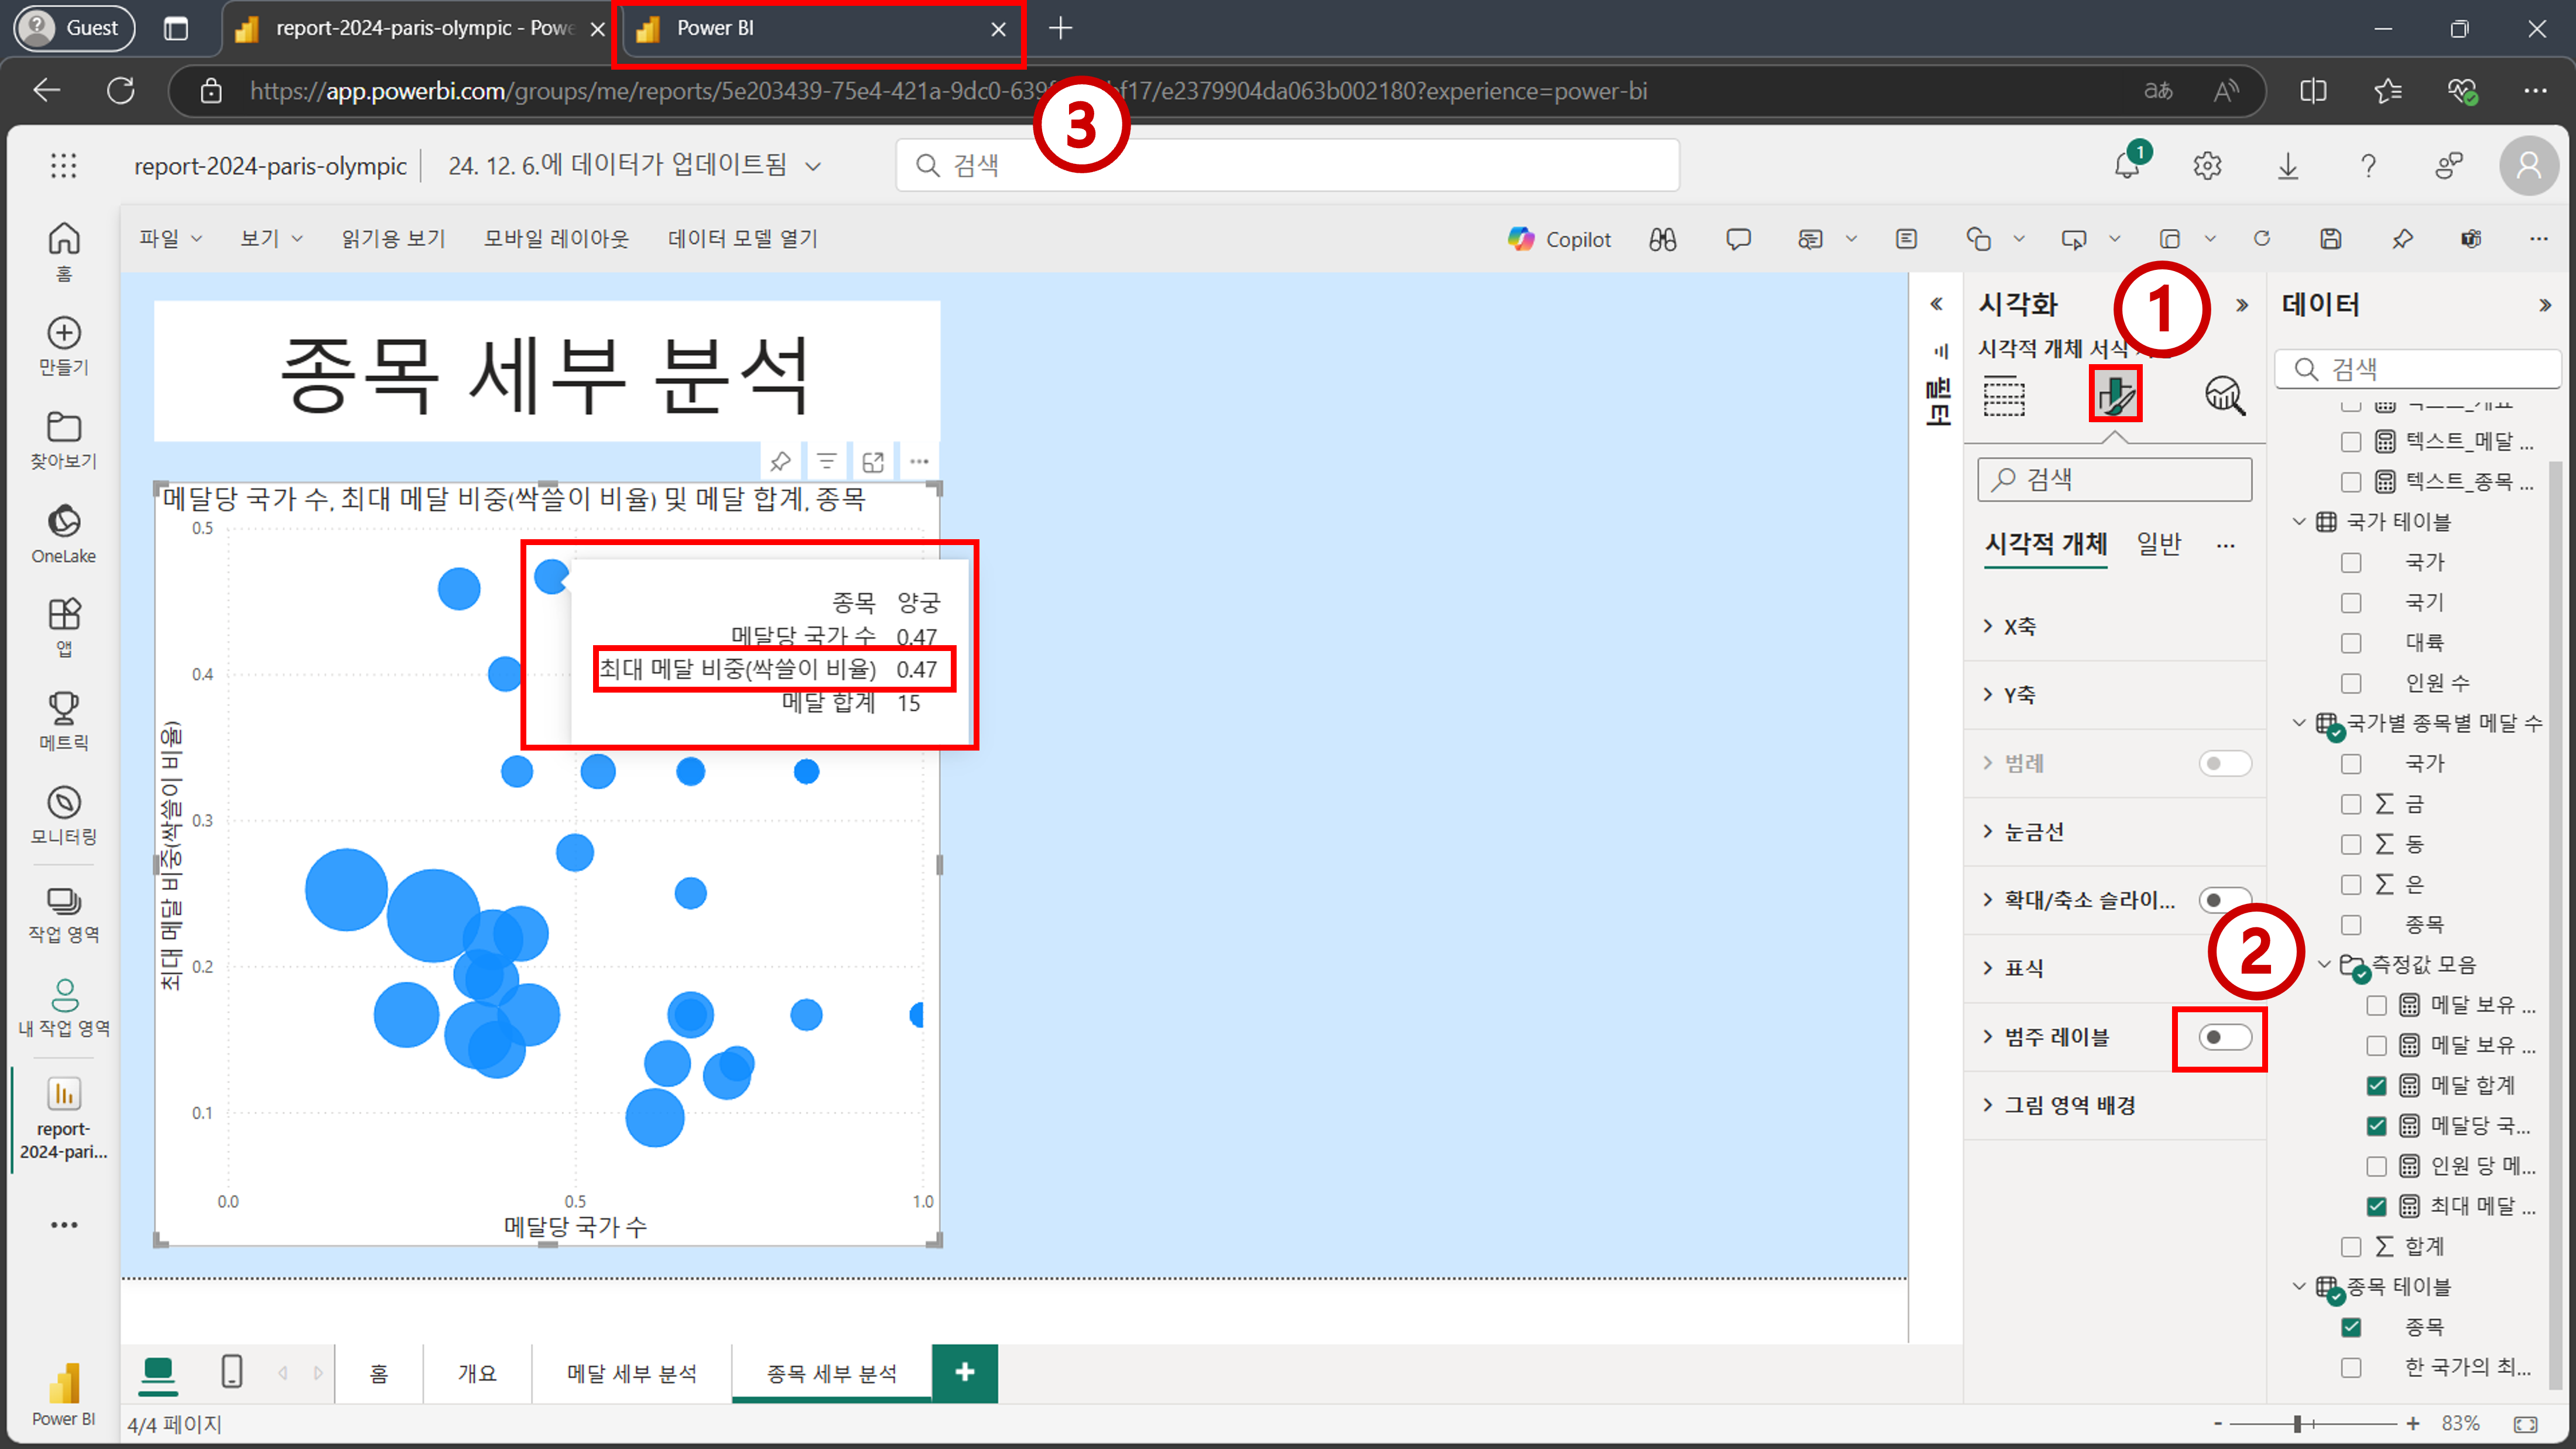 Guest
report-2024-paris-olympic - Powe
Power BI
https://app.powerbi.com/groups/me/reports/5e203439-75e4-421a-9dc0-639 bf17/e2379904da063b002180?experience=power-bi
3
report-2024-paris-olympic
24. 12. 6.에 데이터가 업데이트됨
검색
1
파일
보기
읽기용 보기
모바일 레이아웃
데이터 모델 열기
Copilot
홈
만들기
찾아보기
OneLake
앱
메트릭
모니터링
작업 영역
내 작업 영역
report-
2024-pari...
Power BI
종목 세부 분석
메달당 국가 수, 최대 메달 비중(싹쓸이 비율) 및 메달 합계, 종목
0.5
0.4
0.3
0.2
0.1
최대 메달 비중(싹쓸이 비율)
0.0
0.5
1.0
메달당 국가 수
종목 양궁
메달당 국가 수 0.47
최대 메달 비중(싹쓸이 비율) 0.47
메달 합계 15
필터
시각화
1
시각적 개체 서식
검색
시각적 개체
일반
...
X축
Y축
범례
눈금선
확대/축소 슬라이...
표식
2
범주 레이블
그림 영역 배경
데이터
검색
텍스트_메달 ...
텍스트_종목 ...
국가 테이블
국가
국기
대륙
인원 수
국가별 종목별 메달 수
국가
금
동
은
종목
측정값 모음
메달 보유 ...
메달 보유 ...
메달 합계
메달당 국...
인원 당 메...
최대 메달 ...
합계
종목 테이블
종목
한 국가의 최...
홈
개요
메달 세부 분석
종목 세부 분석
4/4 페이지
- + 83%